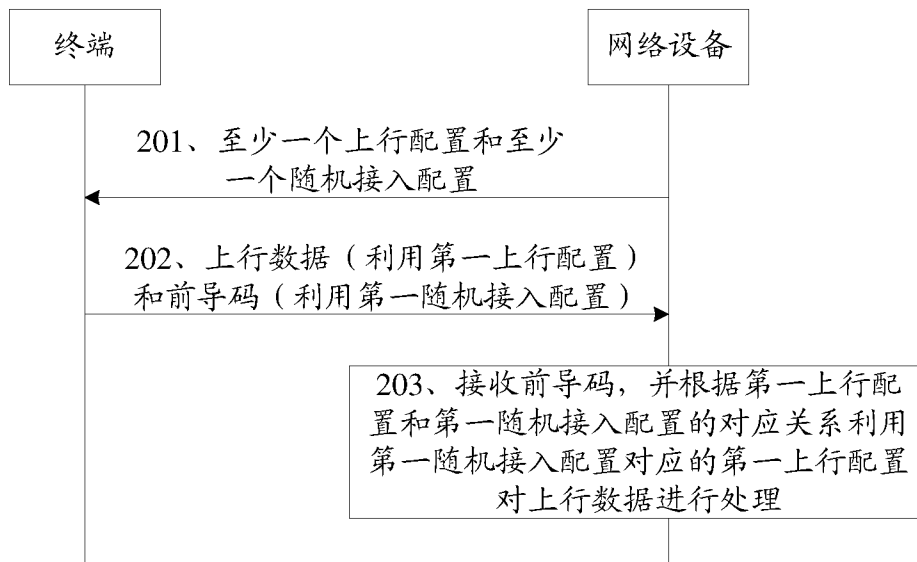 终端
网络设备
201、至少一个上行配置和至少
一个随机接入配置
202、上行数据（利用第一上行配置）
和前导码（利用第一随机接入配置）
203、接收前导码，并根据第一上行配
置和第一随机接入配置的对应关系利用
第一随机接入配置对应的第一上行配置
对上行数据进行处理